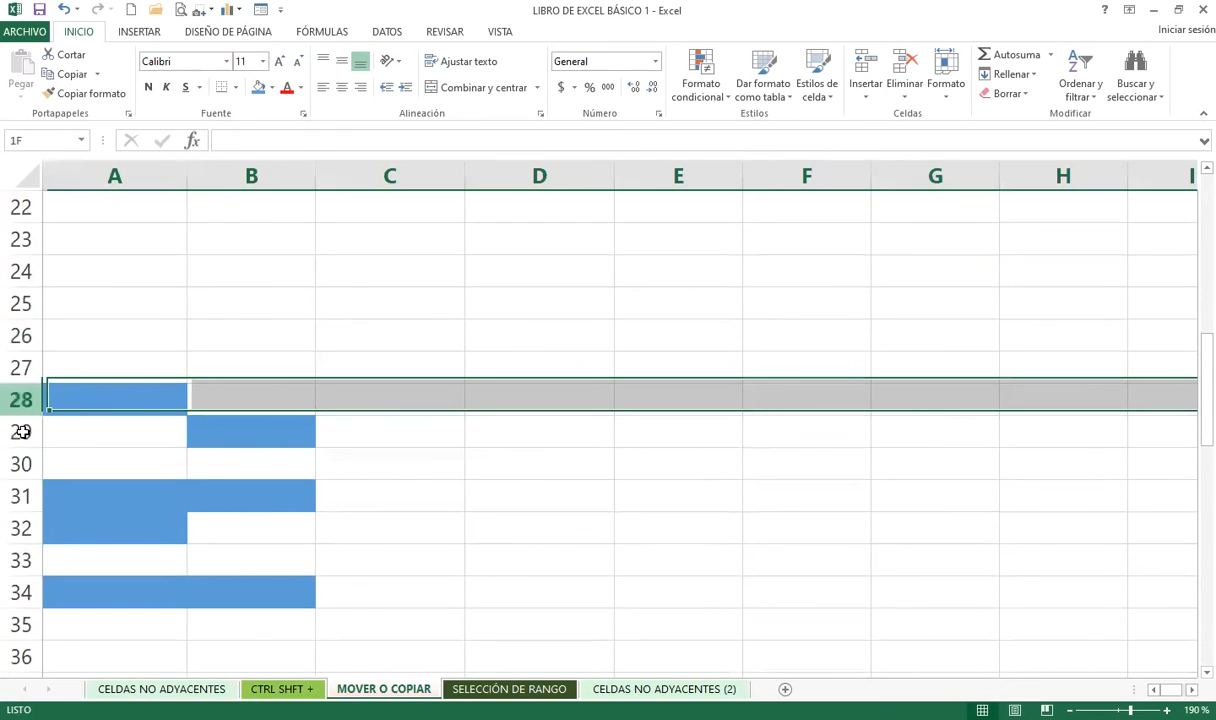 LIBRO DE EXCEL BÁSICO 1 - Excel
?
ARCHIVO INICIO INSERTAR DISEÑO DE PÁGINA FÓRMULAS DATOS REVISAR VISTA Iniciar sesión
Pegar
Cortar
Copiar
Copiar formato
Portapapeles
Calibri 11
N K S
Fuente
Ajustar texto
Combinar y centrar
Alineación
General
$ % 000
Número
Formato condicional
Dar formato como tabla
Estilos de celda
Estilos
Insertar
Eliminar
Formato
Celdas
Autosuma
Rellenar
Borrar
Ordenar y filtrar
Buscar y seleccionar
Modificar
1F fx
A B C D E F G H I
22
23
24
25
26
27
28
29
30
31
32
33
34
35
36
CELDAS NO ADYACENTES CTRL SHFT + MOVER O COPIAR SELECCIÓN DE RANGO CELDAS NO ADYACENTES (2)
LISTO 190 %